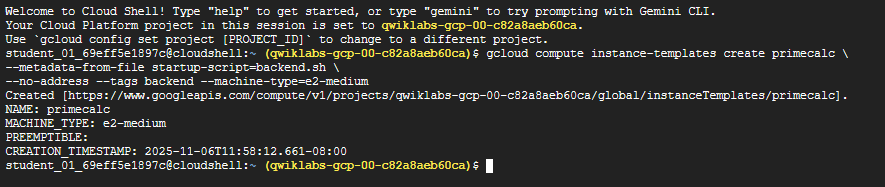 Welcome to Cloud Shell! Type "help" to get started, or type "gemini" to try prompting with Gemini CLI.
Your Cloud Platform project in this session is set to qwiklabs-gcp-00-c82a8aeb60ca.
Use `gcloud config set project [PROJECT_ID]` to change to a different project.
student_01_69eff5e1897c@cloudshell:~ (qwiklabs-gcp-00-c82a8aeb60ca)$ gcloud compute instance-templates create primecalc \
--metadata-from-file startup-script=backend.sh \
--no-address --tags backend --machine-type=e2-medium
Created [https://www.googleapis.com/compute/v1/projects/qwiklabs-gcp-00-c82a8aeb60ca/global/instanceTemplates/primecalc].
NAME: primecalc
MACHINE_TYPE: e2-medium
PREEMPTIBLE:
CREATION_TIMESTAMP: 2025-11-06T11:58:12.661-08:00
student_01_69eff5e1897c@cloudshell:~ (qwiklabs-gcp-00-c82a8aeb60ca)$